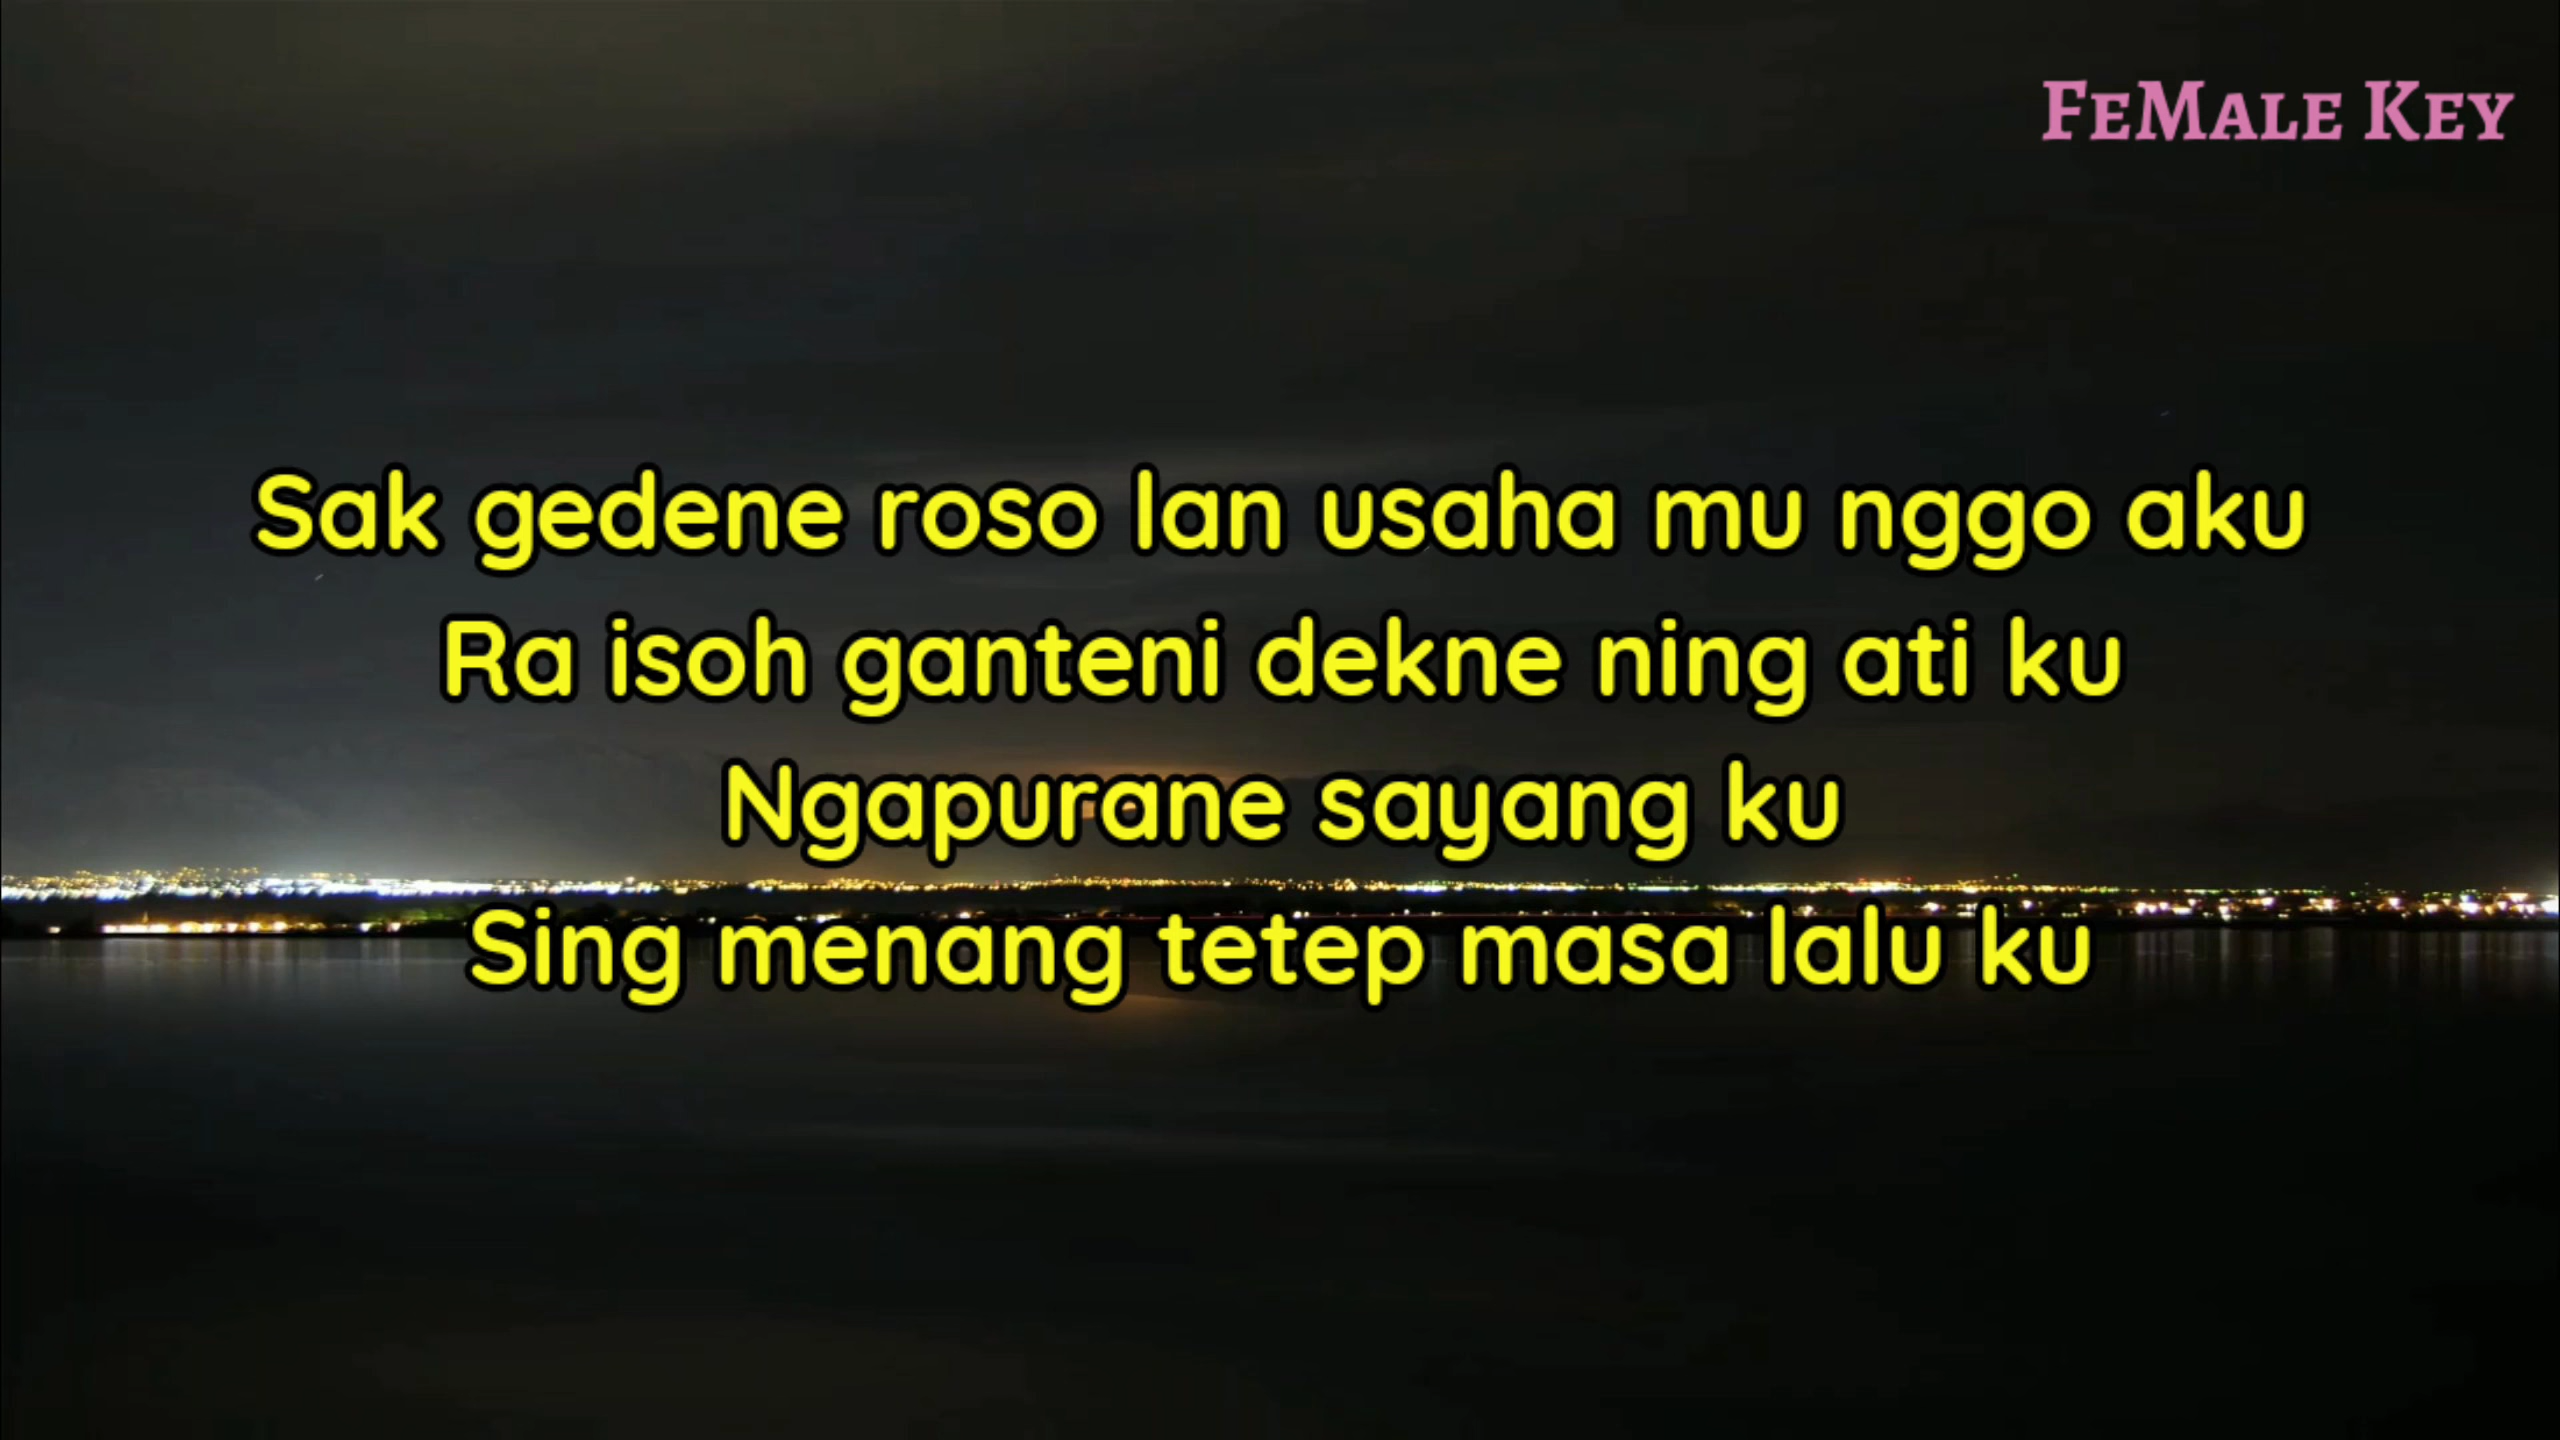 FeMale Key
Sak gedene roso lan usaha mu nggo aku
Ra isoh ganteni dekne ning ati ku
Ngapurane sayang ku
Sing menang tetep masa lalu ku